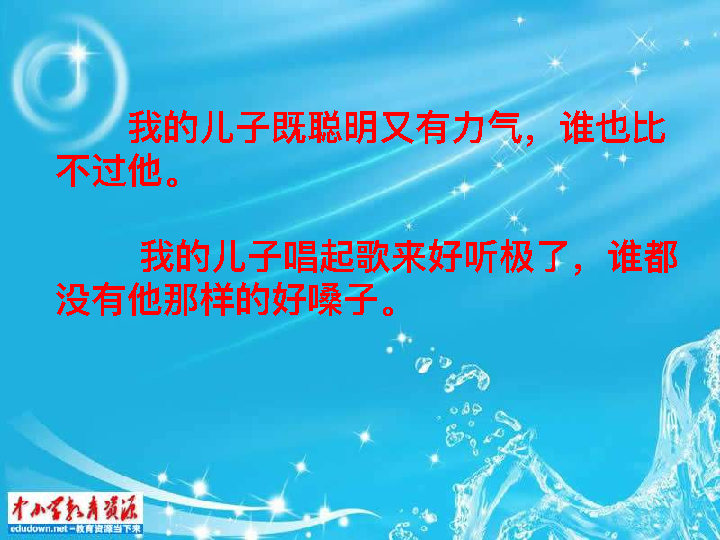 我的儿子既聪明又有力气，谁也比
不过他。
我的儿子唱起歌来好听极了，谁都
没有他那样的好嗓子。
中小学教育资源
edudown.net-教育资源当下来